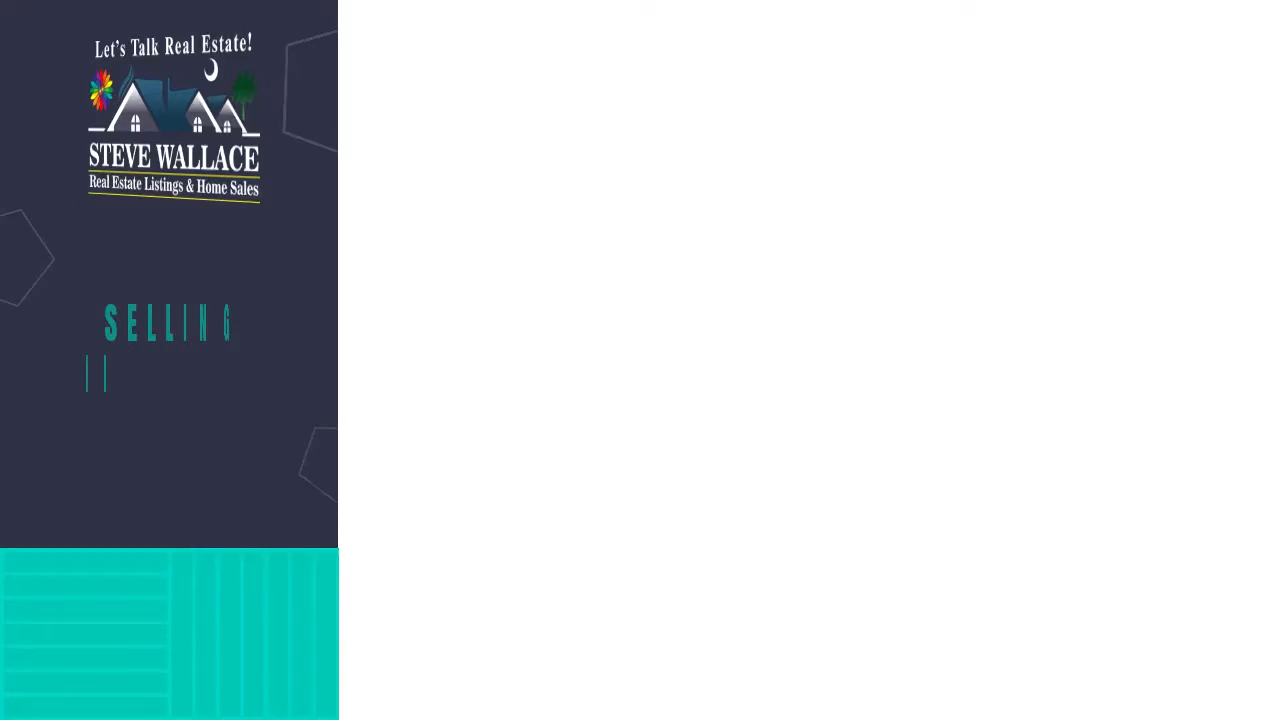 Let's Talk Real Estate!
STEVE WALLACE
Real Estate Listings & Home Sales
SELLING